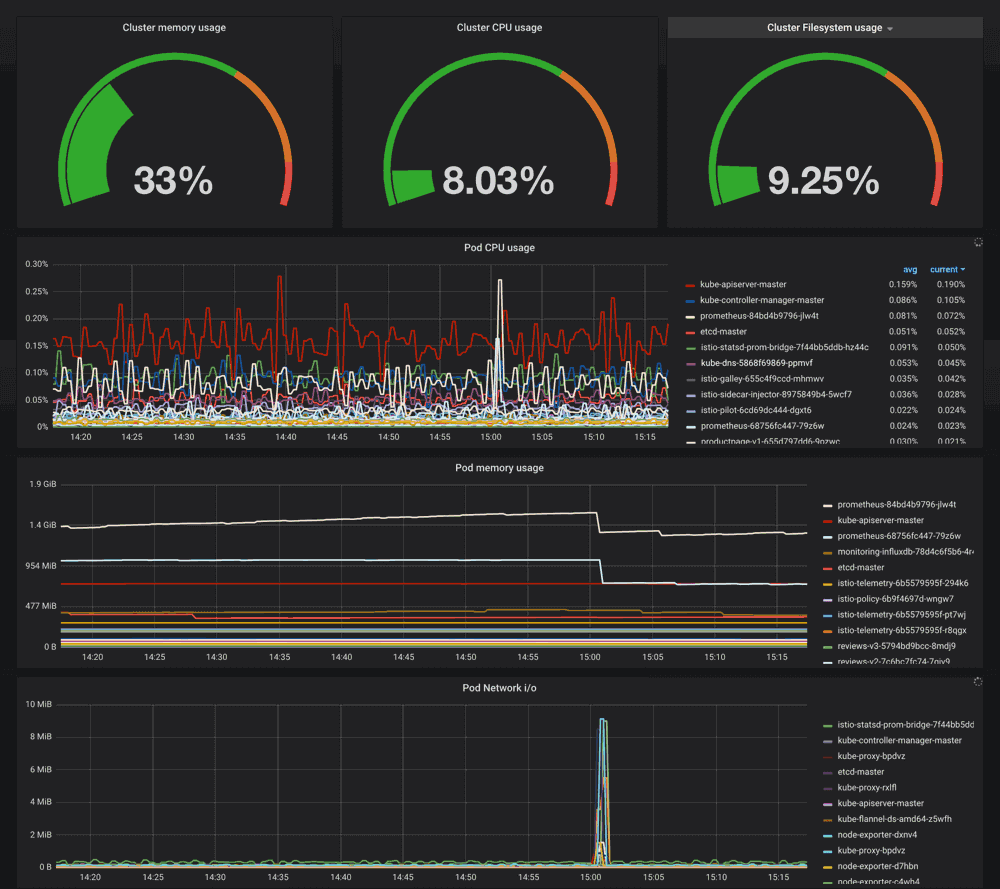 Cluster memory usage
Cluster CPU usage
Cluster Filesystem usage
33%
8.03%
9.25%
Pod CPU usage
0.30%
0.25%
0.20%
0.15%
0.10%
0.05%
0%
14:20 14:25 14:30 14:35 14:40 14:45 14:50 14:55 15:00 15:05 15:10 15:15
avg current
kube-apiserver-master 0.159% 0.190%
kube-controller-manager-master 0.086% 0.105%
prometheus-84bd4b9796-jlw4t 0.081% 0.072%
etcd-master 0.051% 0.052%
istio-statsd-prom-bridge-7f44bb5ddb-hz44c 0.091% 0.050%
kube-dns-5868f69869-ppmvf 0.053% 0.045%
istio-galley-655c4f9ccd-mhmwv 0.035% 0.042%
istio-sidecar-injector-8975849b4-5wcf7 0.036% 0.028%
istio-pilot-6cd69dc444-dgxt6 0.022% 0.024%
prometheus-68756fc447-79z6w 0.024% 0.023%
productpage-v1-655d797dd6-9pzwc 0.030% 0.021%
Pod memory usage
1.9 GiB
1.4 GiB
954 MiB
477 MiB
0 B
14:20 14:25 14:30 14:35 14:40 14:45 14:50 14:55 15:00 15:05 15:10 15:15
prometheus-84bd4b9796-jlw4t
kube-apiserver-master
prometheus-68756fc447-79z6w
monitoring-influxdb-78d4c6f5b6-4r
etcd-master
istio-telemetry-6b5579595f-294k6
istio-policy-6b9f4697d-wngw7
istio-telemetry-6b5579595f-pt7wj
istio-telemetry-6b5579595f-r8qgx
reviews-v3-5794bd9bcc-8mdj9
reviews-v2-7c6bc7fc74-7niv9
Pod Network i/o
10 MiB
8 MiB
6 MiB
4 MiB
2 MiB
0 B
14:20 14:25 14:30 14:35 14:40 14:45 14:50 14:55 15:00 15:05 15:10 15:15
istio-statsd-prom-bridge-7f44bb5dd
kube-controller-manager-master
kube-proxy-bpdvz
etcd-master
kube-proxy-rxlfl
kube-apiserver-master
kube-flannel-ds-amd64-z5wfh
node-exporter-dxnv4
kube-proxy-bpdvz
node-exporter-d7hbn
node-exporter-c4wh4